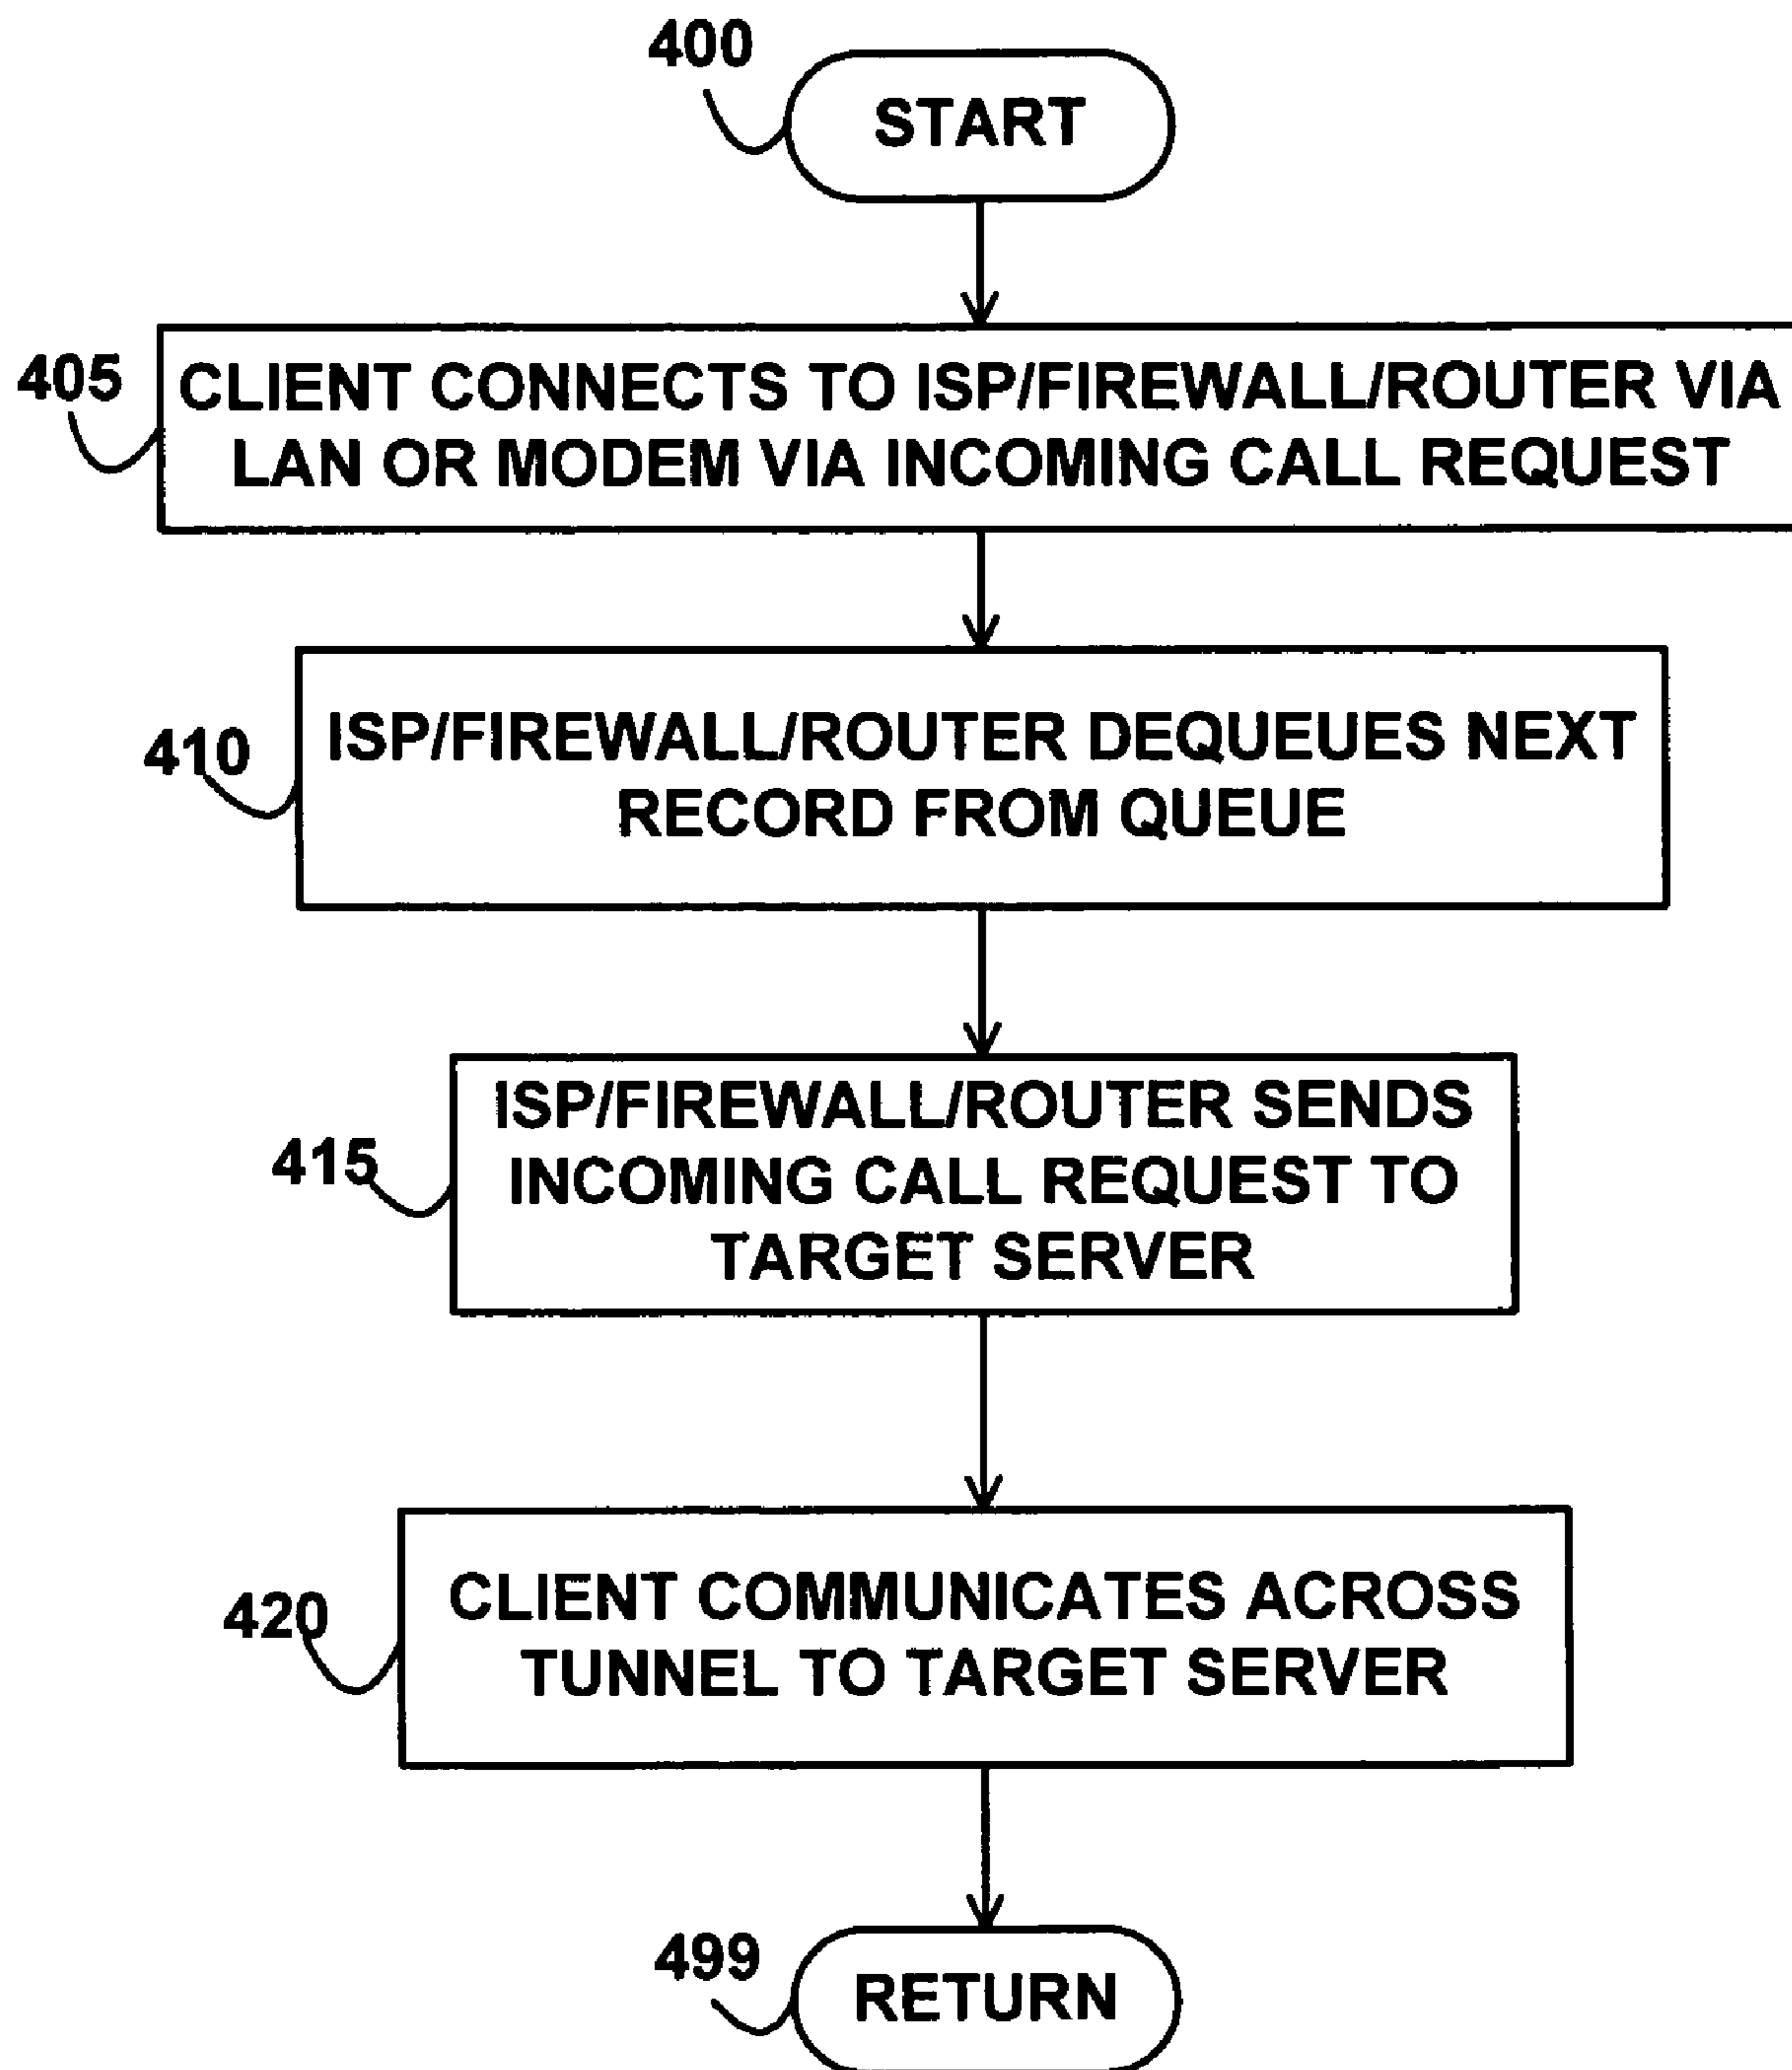 400
START
405
CLIENT CONNECTS TO ISP/FIREWALL/ROUTER VIA
LAN OR MODEM VIA INCOMING CALL REQUEST
410
ISP/FIREWALL/ROUTER DEQUEUES NEXT
RECORD FROM QUEUE
415
ISP/FIREWALL/ROUTER SENDS
INCOMING CALL REQUEST TO
TARGET SERVER
420
CLIENT COMMUNICATES ACROSS
TUNNEL TO TARGET SERVER
499
RETURN